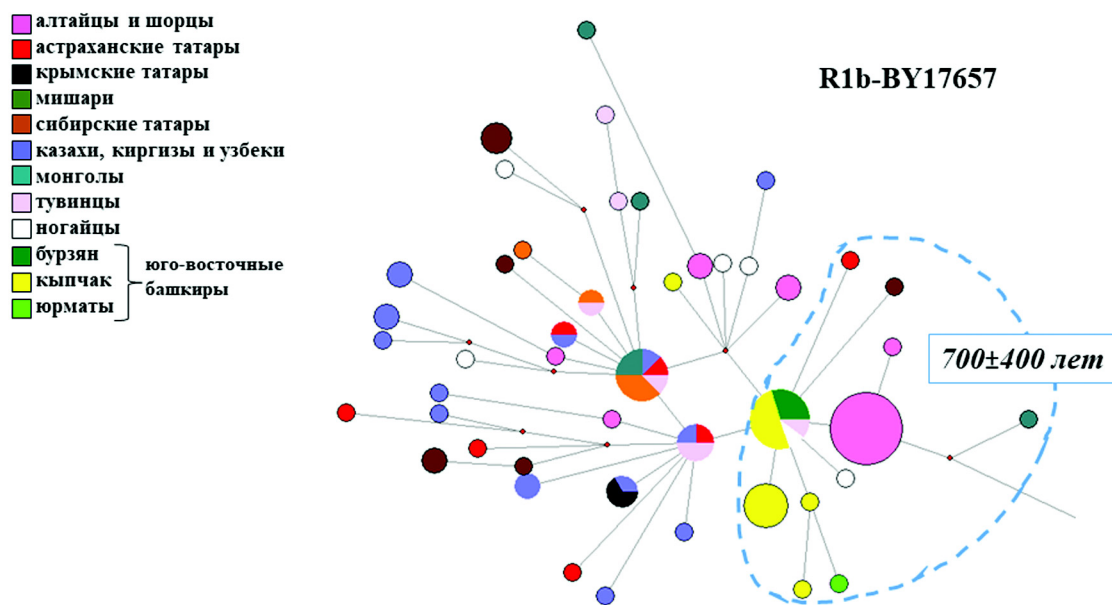 алтайцы и шорцы
астраханские татары
крымские татары
мишари
сибирские татары
казахи, киргизы и узбеки
монголы
тувинцы
ногайцы
бурзян
кыпчак
юрматы
юго-восточные
башкиры
R1b-BY17657
700±400 лет